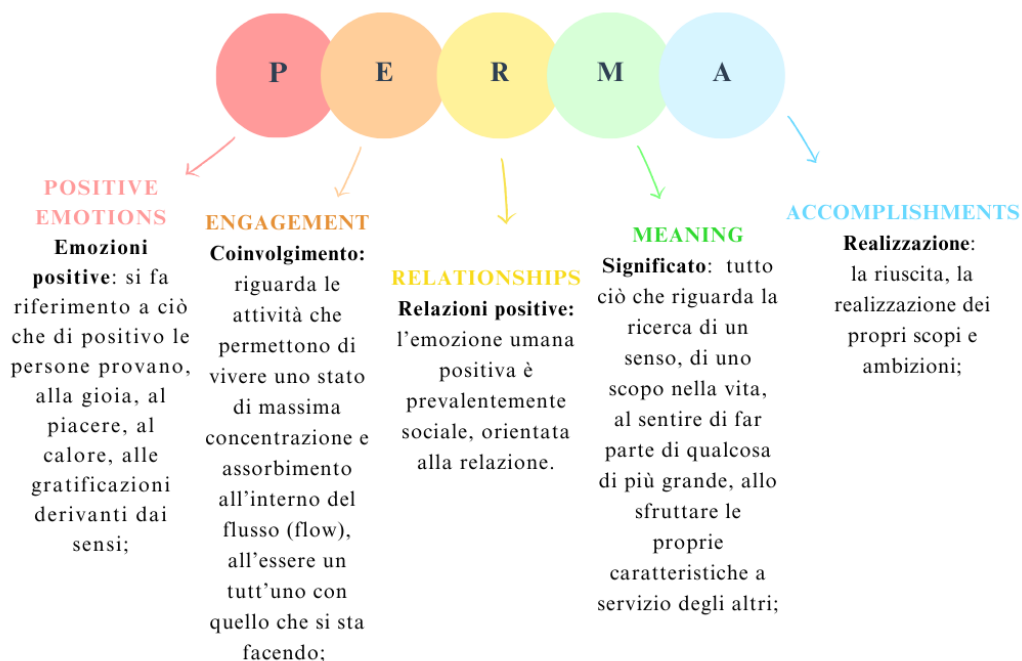 P
E
R
M
A
POSITIVE
EMOTIONS
Emozioni
positive: si fa
riferimento a ciò
che di positivo le
persone provano,
alla gioia, al
piacere, al
calore, alle
gratificazioni
derivanti dai
sensi;
ENGAGEMENT
Coinvolgimento:
riguarda le
attività che
permettono di
vivere uno stato
di massima
concentrazione e
assorbimento
all'interno del
flusso (flow),
all'essere un
tutt'uno con
quello che si sta
facendo;
RELATIONSHIPS
Relazioni positive:
l'emozione umana
positiva è
prevalentemente
sociale, orientata
alla relazione.
MEANING
Significato: tutto
ciò che riguarda la
ricerca di un
senso, di uno
scopo nella vita,
al sentire di far
parte di qualcosa
di più grande, allo
sfruttare le
proprie
caratteristiche a
servizio degli altri;
ACCOMPLISHMENTS
Realizzazione:
la riuscita, la
realizzazione dei
propri scopi e
ambizioni;